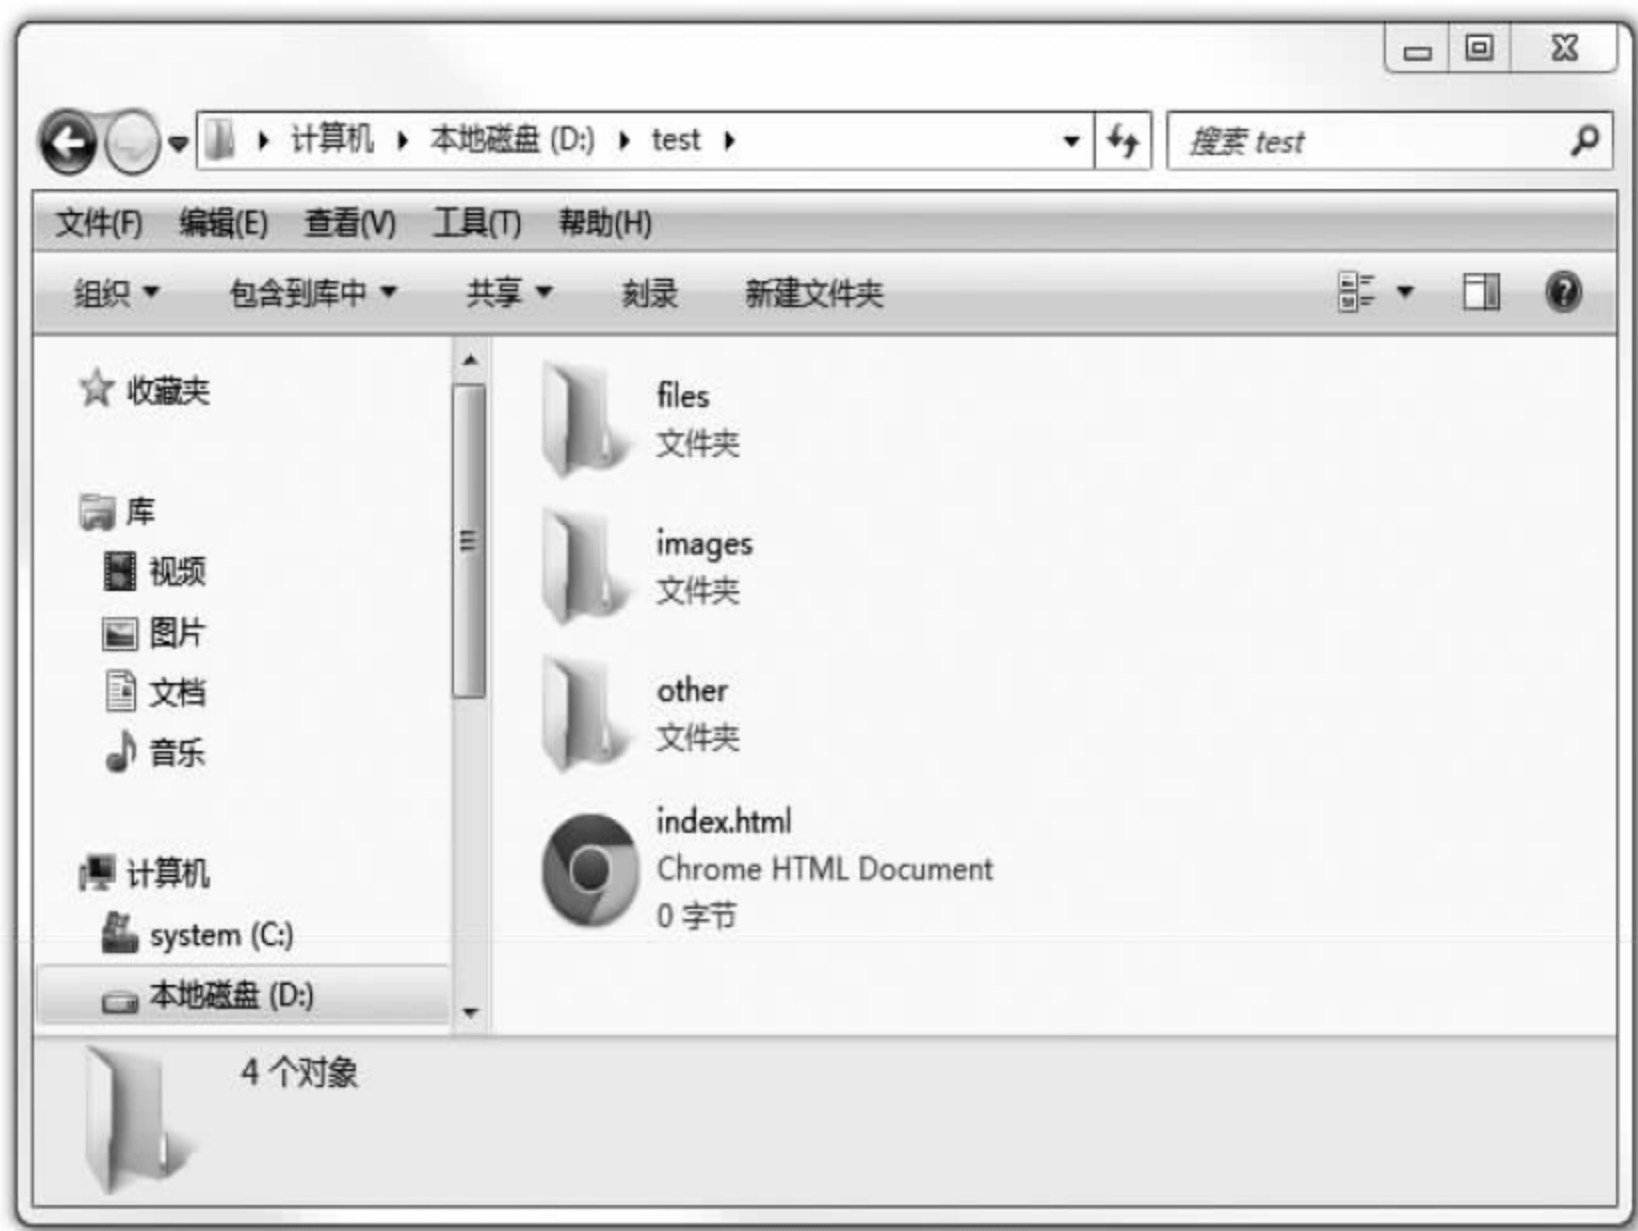 计算机 本地磁盘 (D:) test 搜索 test
文件(F) 编辑(E) 查看(V) 工具(T) 帮助(H)
组织 包含到库中 共享 刻录 新建文件夹
收藏夹
库
视频
图片
文档
音乐
计算机
system (C:)
本地磁盘 (D:)
files
文件夹
images
文件夹
other
文件夹
index.html
Chrome HTML Document
0 字节
4 个对象